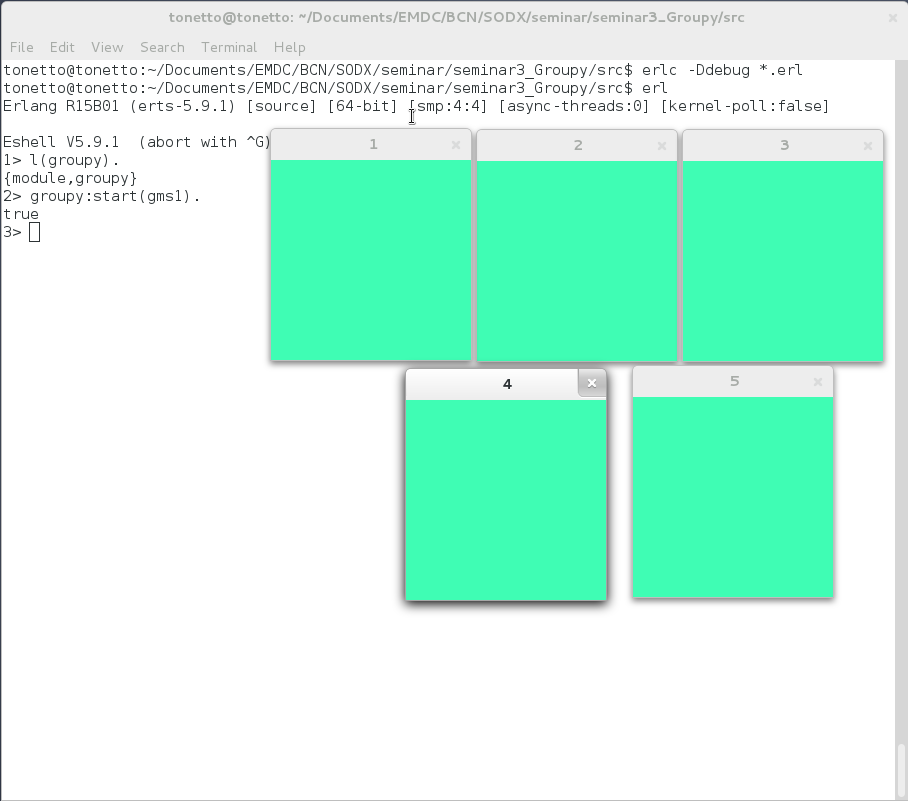 tonetto@tonetto: ~/Documents/EMDC/BCN/SODX/seminar/seminar3_Groupy/src ×
File Edit View Search Terminal Help
tonetto@tonetto:~/Documents/EMDC/BCN/SODX/seminar/seminar3_Groupy/src$ erlc -Ddebug *.erl
tonetto@tonetto:~/Documents/EMDC/BCN/SODX/seminar/seminar3_Groupy/src$ erl
Erlang R15B01 (erts-5.9.1) [source] [64-bit] [smp:4:4] [async-threads:0] [kernel-poll:false]
Eshell V5.9.1  (abort with ^G)
1> l(groupy).
{module,groupy}
2> groupy:start(gms1).
true
3>
1 ×
2 ×
3 ×
4 ×
5 ×